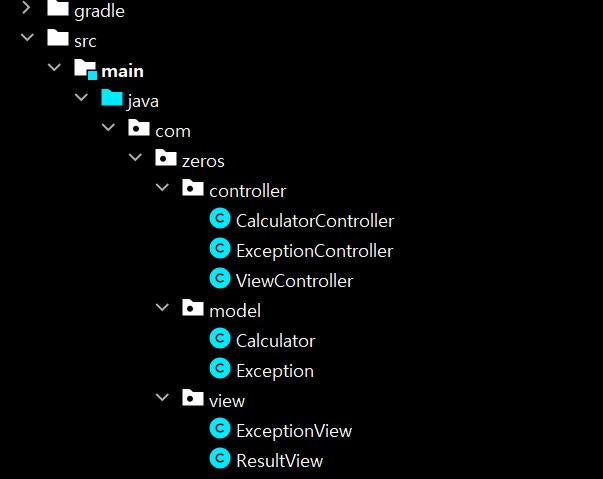 gradle
src
main
java
com
zeros
controller
C CalculatorController
C ExceptionController
C ViewController
model
C Calculator
C Exception
view
C ExceptionView
C ResultView